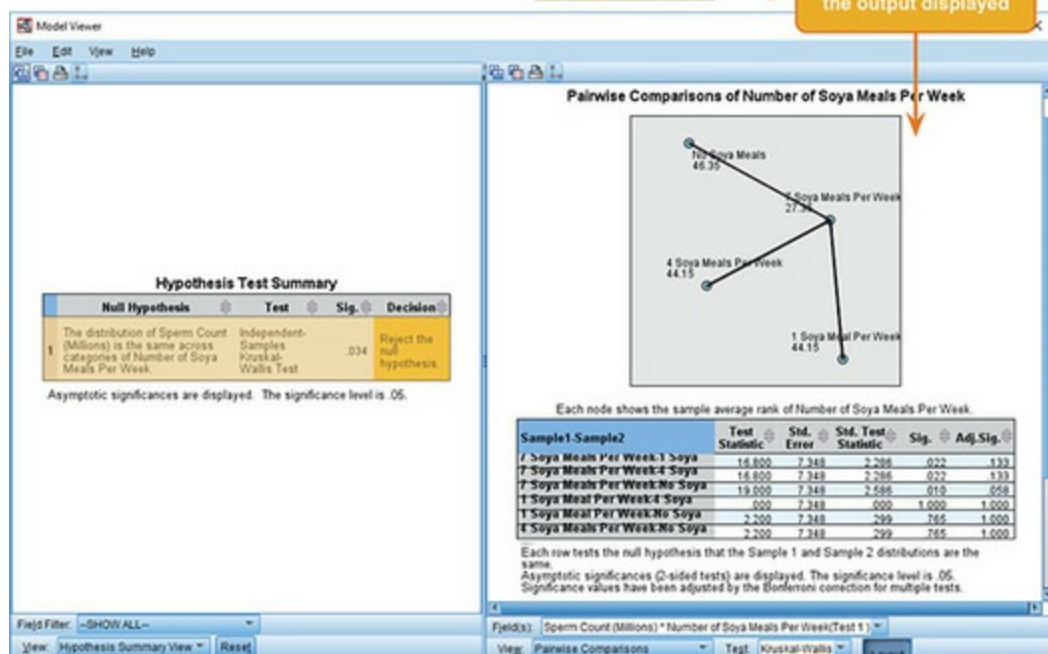 the output displayed
Model Viewer
File Edit View Help
Hypothesis Test Summary
Null Hypothesis Test Sig. Decision
1 The distribution of Sperm Count (Millions) is the same across categories of Number of Soya Meals Per Week. Independent-Samples Kruskal-Wallis Test .034 Reject the null hypothesis.
Asymptotic significances are displayed. The significance level is .05.
Field Filter: --SHOW ALL--
View: Hypothesis Summary View Reset
Pairwise Comparisons of Number of Soya Meals Per Week
No Soya Meals
46.35
Soya Meals Per Week
4 Soya Meals Per Week
44.15
1 Soya Meal Per Week
44.15
Each node shows the sample average rank of Number of Soya Meals Per Week.
Sample1-Sample2 Test Statistic Std. Error Std. Test Statistic Sig. Adj.Sig.
7 Soya Meals Per Week-1 Soya 16.800 7.348 2.286 .022 .133
7 Soya Meals Per Week-4 Soya 16.800 7.348 2.286 .022 .133
7 Soya Meals Per Week-No Soya 19.000 7.348 2.586 .010 .058
1 Soya Meal Per Week-4 Soya .000 7.348 .000 1.000 1.000
1 Soya Meal Per Week-No Soya 2.200 7.348 .299 .765 1.000
4 Soya Meals Per Week-No Soya 2.200 7.348 .299 .765 1.000
Each row tests the null hypothesis that the Sample 1 and Sample 2 distributions are the
same.
Asymptotic significances (2-sided tests) are displayed. The significance level is .05.
Significance values have been adjusted by the Bonferroni correction for multiple tests.
Field(s): Sperm Count (Millions) * Number of Soya Meals Per Week(Test 1)
View: Pairwise Comparisons Test: Kruskal-Wallis